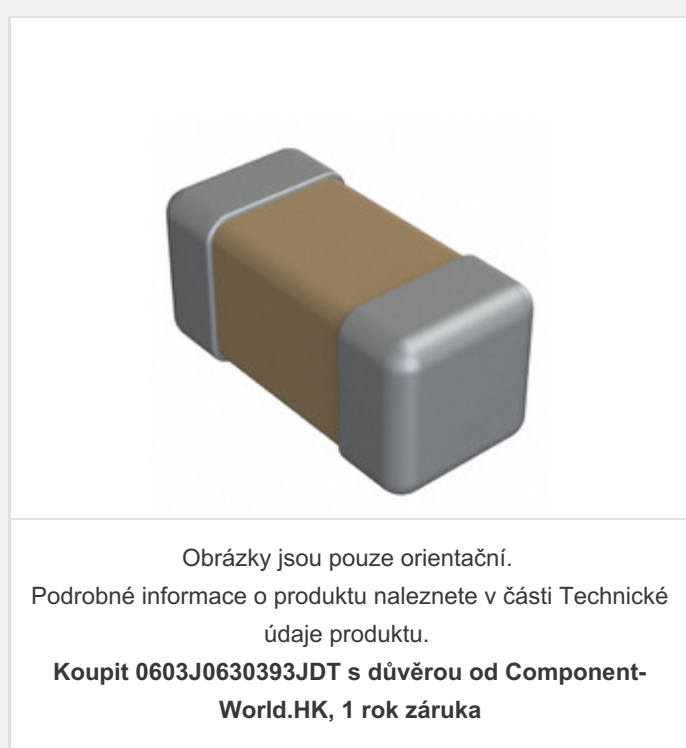 Obrázky jsou pouze orientační.
Podrobné informace o produktu naleznete v části Technické
údaje produktu.
Koupit 0603J0630393JDT s důvěrou od Component-
World.HK, 1 rok záruka